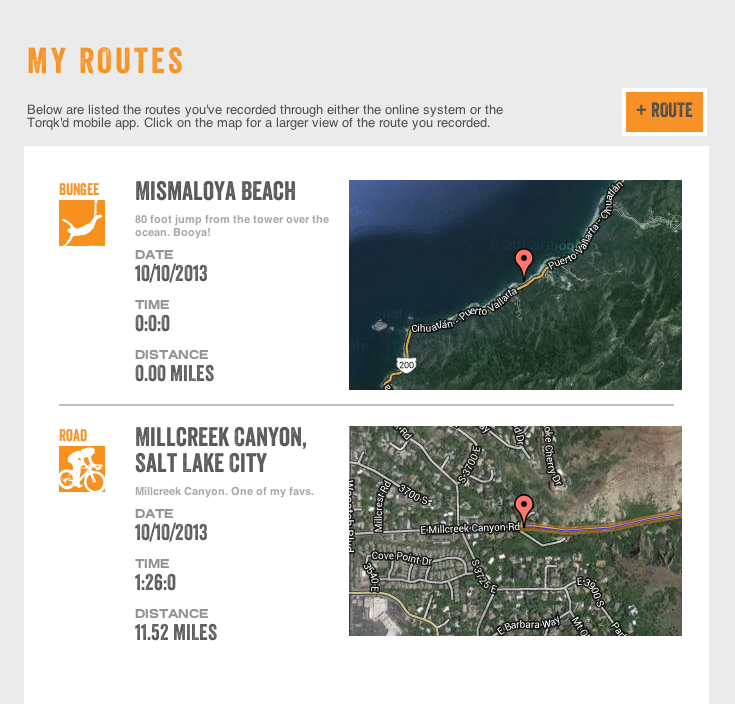 MY ROUTES
Below are listed the routes you've recorded through either the online system or the
Torqk'd mobile app. Click on the map for a larger view of the route you recorded.
+ ROUTE
BUNGEE
MISMALOYA BEACH
80 foot jump from the tower over the
ocean. Booya!
DATE
10/10/2013
TIME
0:0:0
DISTANCE
0.00 MILES
Puerto Vallarta - Cihuatlán
Cihuatlán - Puerto Vallarta
200
ROAD
MILLCREEK CANYON,
SALT LAKE CITY
Millcreek Canyon. One of my favs.
DATE
10/10/2013
TIME
1:26:0
DISTANCE
11.52 MILES
S 3700 E
oke Cherry Dr
Millcrest Rd
3700 S
E Millcreek Canyon Rd
Cove Point Dr
3540 E
S 3725 E
E 3900 S
E Barbara Way